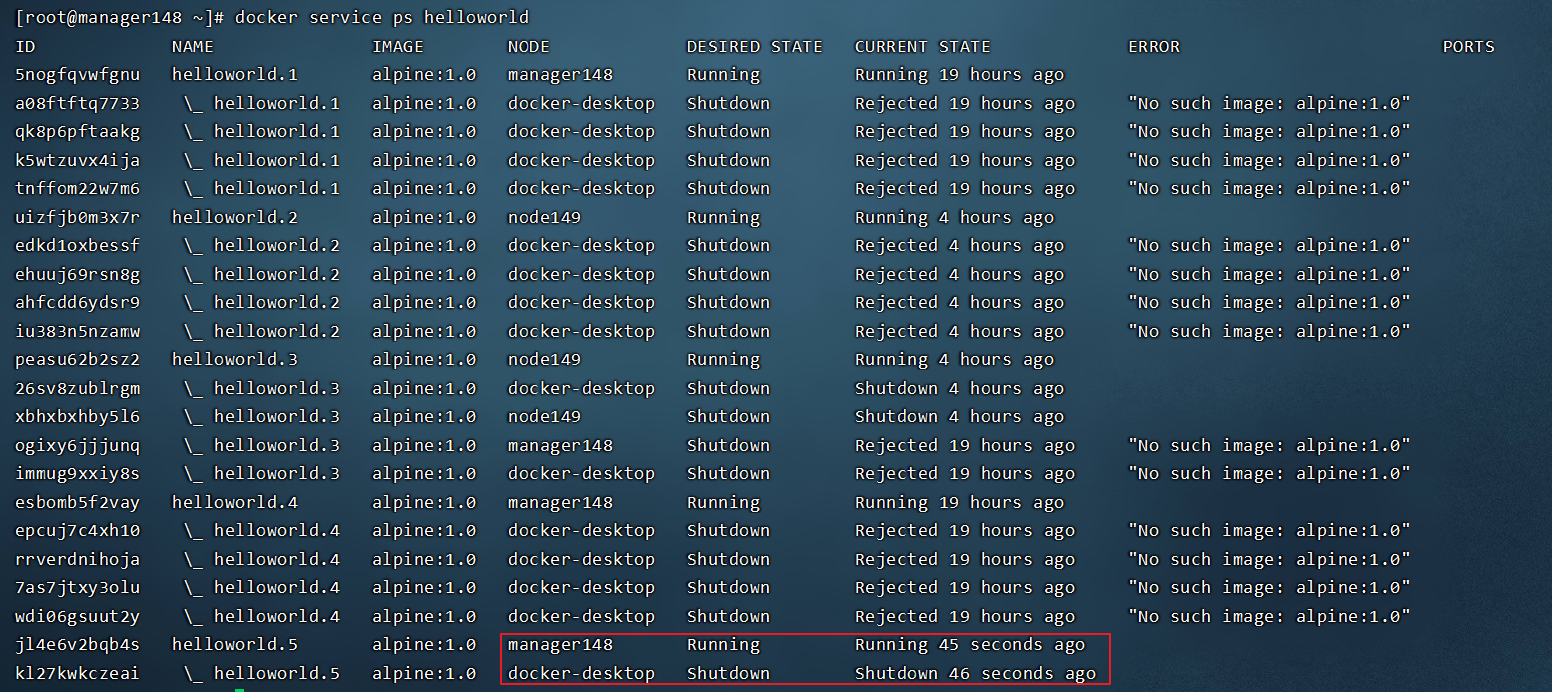 [root@manager148 ~]# docker service ps helloworld
ID NAME IMAGE NODE DESIRED STATE CURRENT STATE ERROR PORTS
5nogfqvwfgnu helloworld.1 alpine:1.0 manager148 Running Running 19 hours ago
a08ftftq7733 \_ helloworld.1 alpine:1.0 docker-desktop Shutdown Rejected 19 hours ago "No such image: alpine:1.0"
qk8p6pftaakg \_ helloworld.1 alpine:1.0 docker-desktop Shutdown Rejected 19 hours ago "No such image: alpine:1.0"
k5wtzuvx4ija \_ helloworld.1 alpine:1.0 docker-desktop Shutdown Rejected 19 hours ago "No such image: alpine:1.0"
tnffom22w7m6 \_ helloworld.1 alpine:1.0 docker-desktop Shutdown Rejected 19 hours ago "No such image: alpine:1.0"
uizfjb0m3x7r helloworld.2 alpine:1.0 node149 Running Running 4 hours ago
edkd1oxbessf \_ helloworld.2 alpine:1.0 docker-desktop Shutdown Rejected 4 hours ago "No such image: alpine:1.0"
ehuuj69rsn8g \_ helloworld.2 alpine:1.0 docker-desktop Shutdown Rejected 4 hours ago "No such image: alpine:1.0"
ahfcdd6ydsr9 \_ helloworld.2 alpine:1.0 docker-desktop Shutdown Rejected 4 hours ago "No such image: alpine:1.0"
iu383n5nzamw \_ helloworld.2 alpine:1.0 docker-desktop Shutdown Rejected 4 hours ago "No such image: alpine:1.0"
peasu62b2sz2 helloworld.3 alpine:1.0 node149 Running Running 4 hours ago
26sv8zublrgm \_ helloworld.3 alpine:1.0 docker-desktop Shutdown Shutdown 4 hours ago
xbhxbxhby5l6 \_ helloworld.3 alpine:1.0 node149 Shutdown Shutdown 4 hours ago
ogixy6jjjunq \_ helloworld.3 alpine:1.0 manager148 Shutdown Rejected 19 hours ago "No such image: alpine:1.0"
immug9xxiy8s \_ helloworld.3 alpine:1.0 docker-desktop Shutdown Rejected 19 hours ago "No such image: alpine:1.0"
esbomb5f2vay helloworld.4 alpine:1.0 manager148 Running Running 19 hours ago
epcuj7c4xh10 \_ helloworld.4 alpine:1.0 docker-desktop Shutdown Rejected 19 hours ago "No such image: alpine:1.0"
rrverdnihoja \_ helloworld.4 alpine:1.0 docker-desktop Shutdown Rejected 19 hours ago "No such image: alpine:1.0"
7as7jtxy3olu \_ helloworld.4 alpine:1.0 docker-desktop Shutdown Rejected 19 hours ago "No such image: alpine:1.0"
wdi06gsuut2y \_ helloworld.4 alpine:1.0 docker-desktop Shutdown Rejected 19 hours ago "No such image: alpine:1.0"
jl4e6v2bqb4s helloworld.5 alpine:1.0 manager148 Running Running 45 seconds ago
kl27kwkczeai \_ helloworld.5 alpine:1.0 docker-desktop Shutdown Shutdown 46 seconds ago